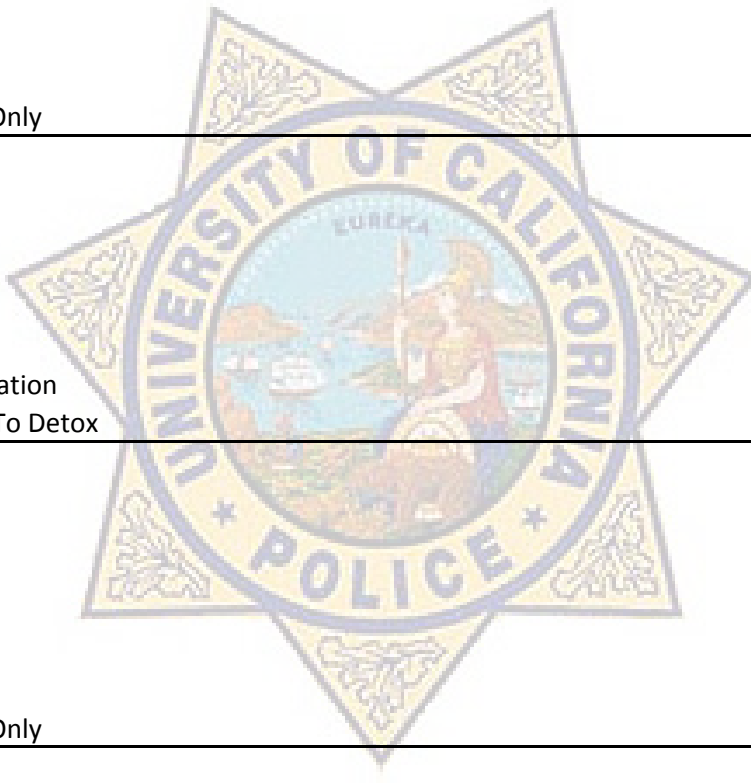 Only
UNIVERSITY OF CALIFORNIA
EUREKA
ation
To Detox
★ POLICE ★
Only